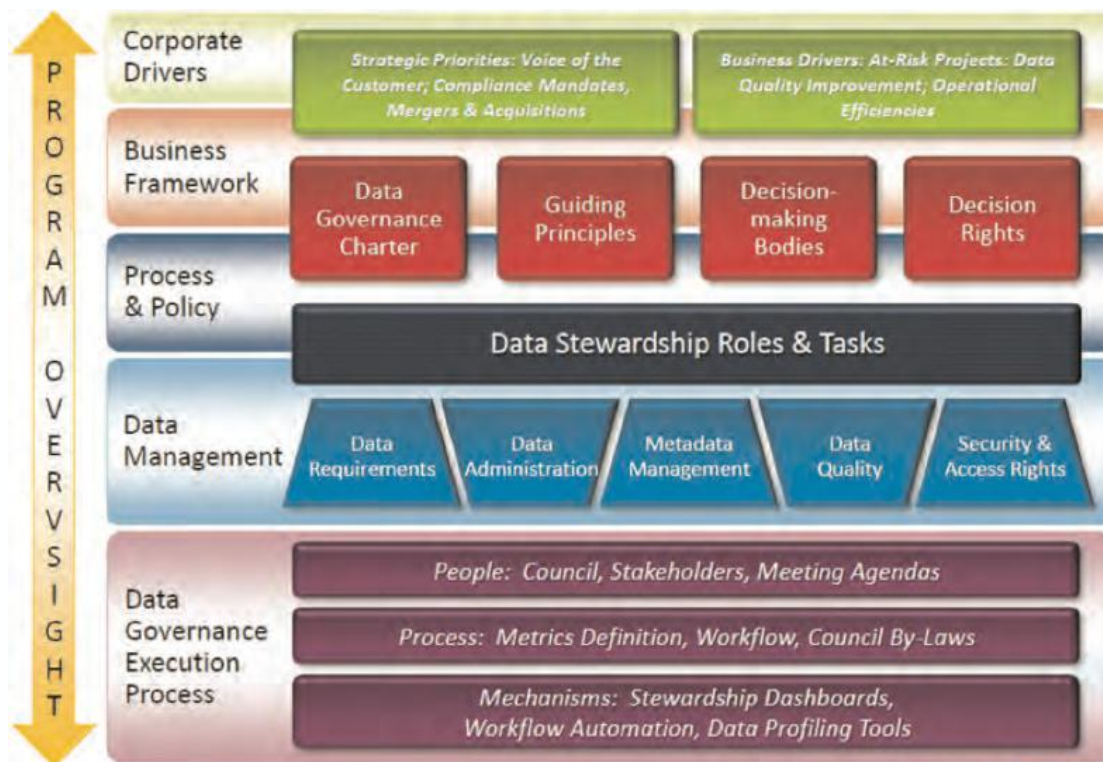 PROGRAM OVERVSIGHT
Corporate
Drivers
Strategic Priorities: Voice of the
Customer; Compliance Mandates,
Mergers & Acquisitions
Business Drivers: At-Risk Projects: Data
Quality Improvement; Operational
Efficiencies
Business
Framework
Data
Governance
Charter
Guiding
Principles
Decision-
making
Bodies
Decision
Rights
Process
& Policy
Data Stewardship Roles & Tasks
Data
Management
Data
Requirements
Data
Administration
Metadata
Management
Data
Quality
Security &
Access Rights
Data
Governance
Execution
Process
People: Council, Stakeholders, Meeting Agendas
Process: Metrics Definition, Workflow, Council By-Laws
Mechanisms: Stewardship Dashboards,
Workflow Automation, Data Profiling Tools